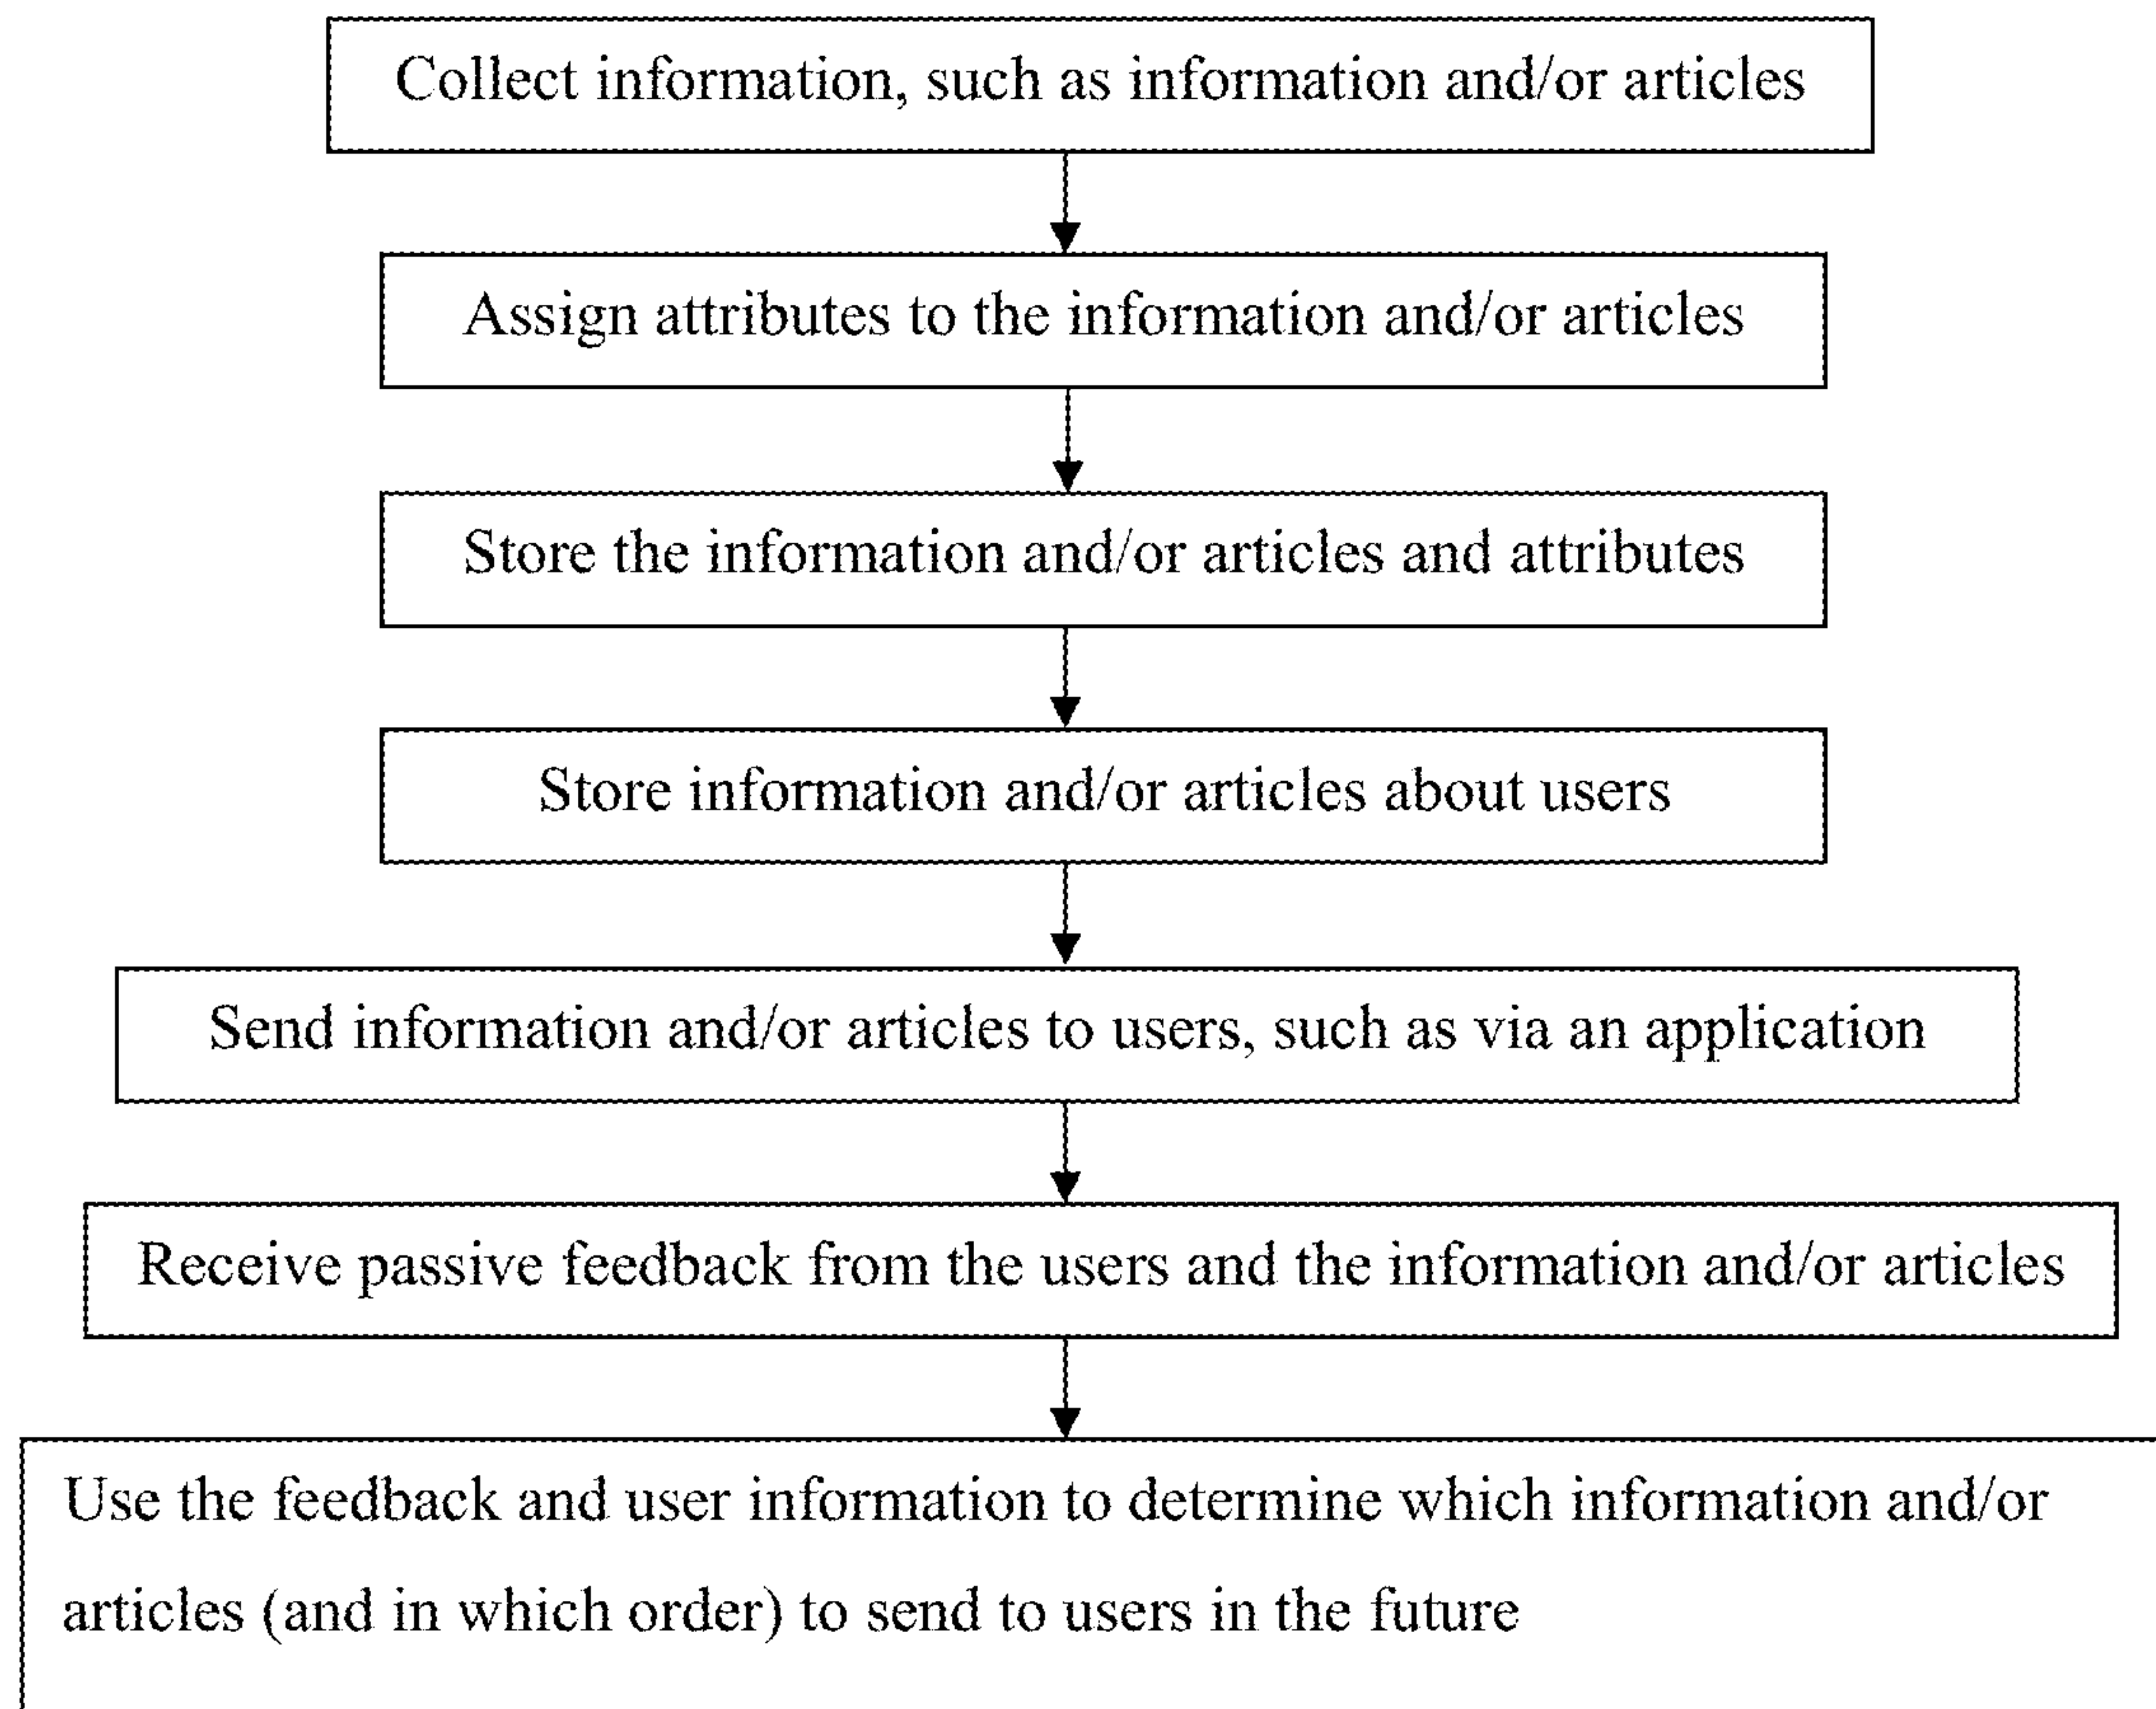 Collect information, such as information and/or articles
Assign attributes to the information and/or articles
Store the information and/or articles and attributes
Store information and/or articles about users
Send information and/or articles to users, such as via an application
Receive passive feedback from the users and the information and/or articles
Use the feedback and user information to determine which information and/or
articles (and in which order) to send to users in the future